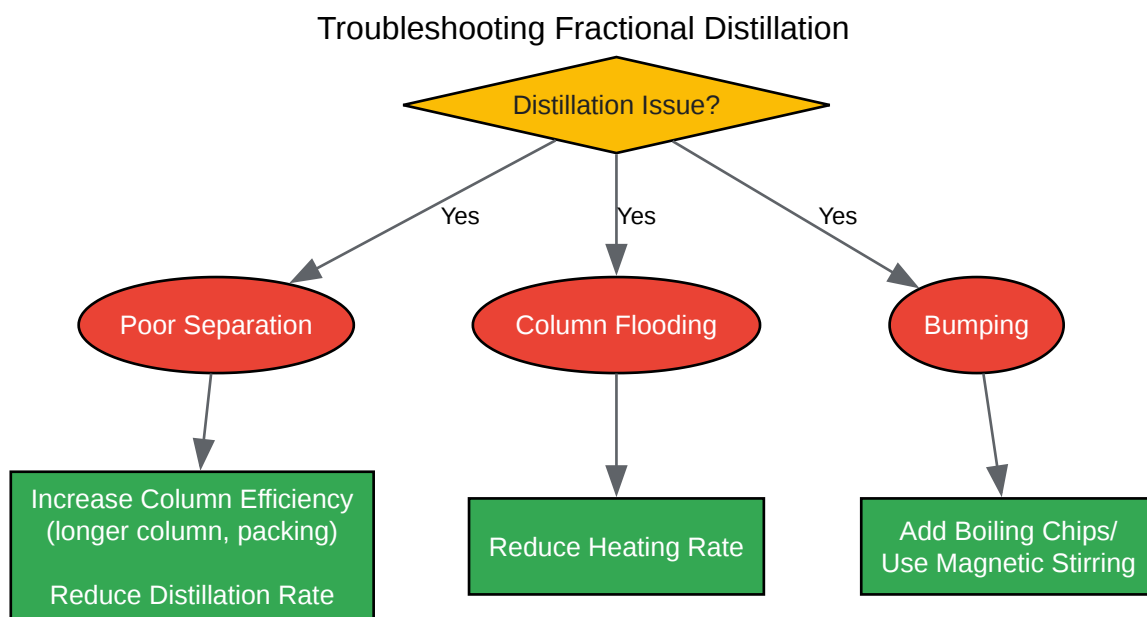 Troubleshooting Fractional Distillation
Distillation Issue?
Yes
Yes
Yes
Poor Separation
Column Flooding
Bumping
Increase Column Efficiency
(longer column, packing)
Reduce Distillation Rate
Reduce Heating Rate
Add Boiling Chips/
Use Magnetic Stirring